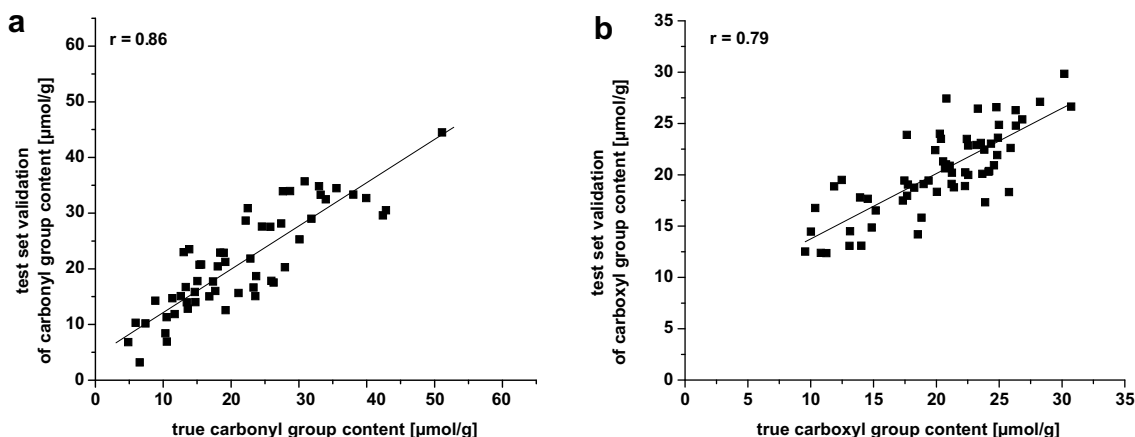 a
r = 0.86
60
50
40
30
20
10
0
0 10 20 30 40 50 60
test set validation
of carbonyl group content [µmol/g]
true carbonyl group content [µmol/g]
b
r = 0.79
35
30
25
20
15
10
5
0
0 5 10 15 20 25 30 35
test set validation
of carboxyl group content [µmol/g]
true carboxyl group content [µmol/g]